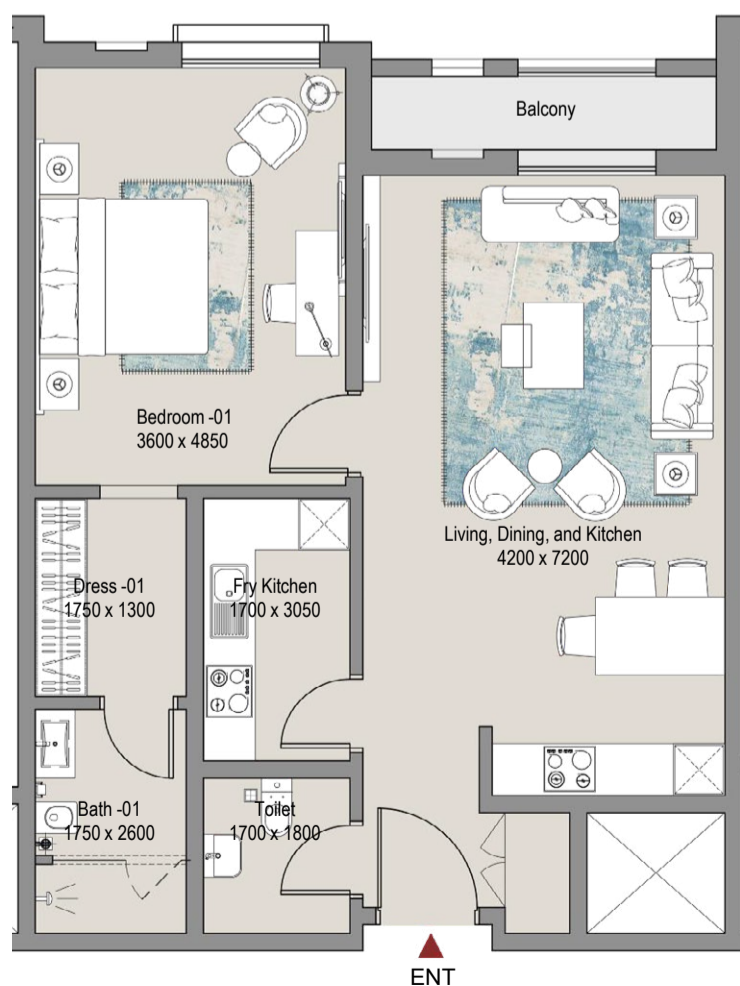 Balcony
Bedroom -01
3600 x 4850
Living, Dining, and Kitchen
4200 x 7200
Dress -01
1750 x 1300
Fry Kitchen
1700 x 3050
Bath -01
1750 x 2600
Toilet
1700 x 1800
ENT